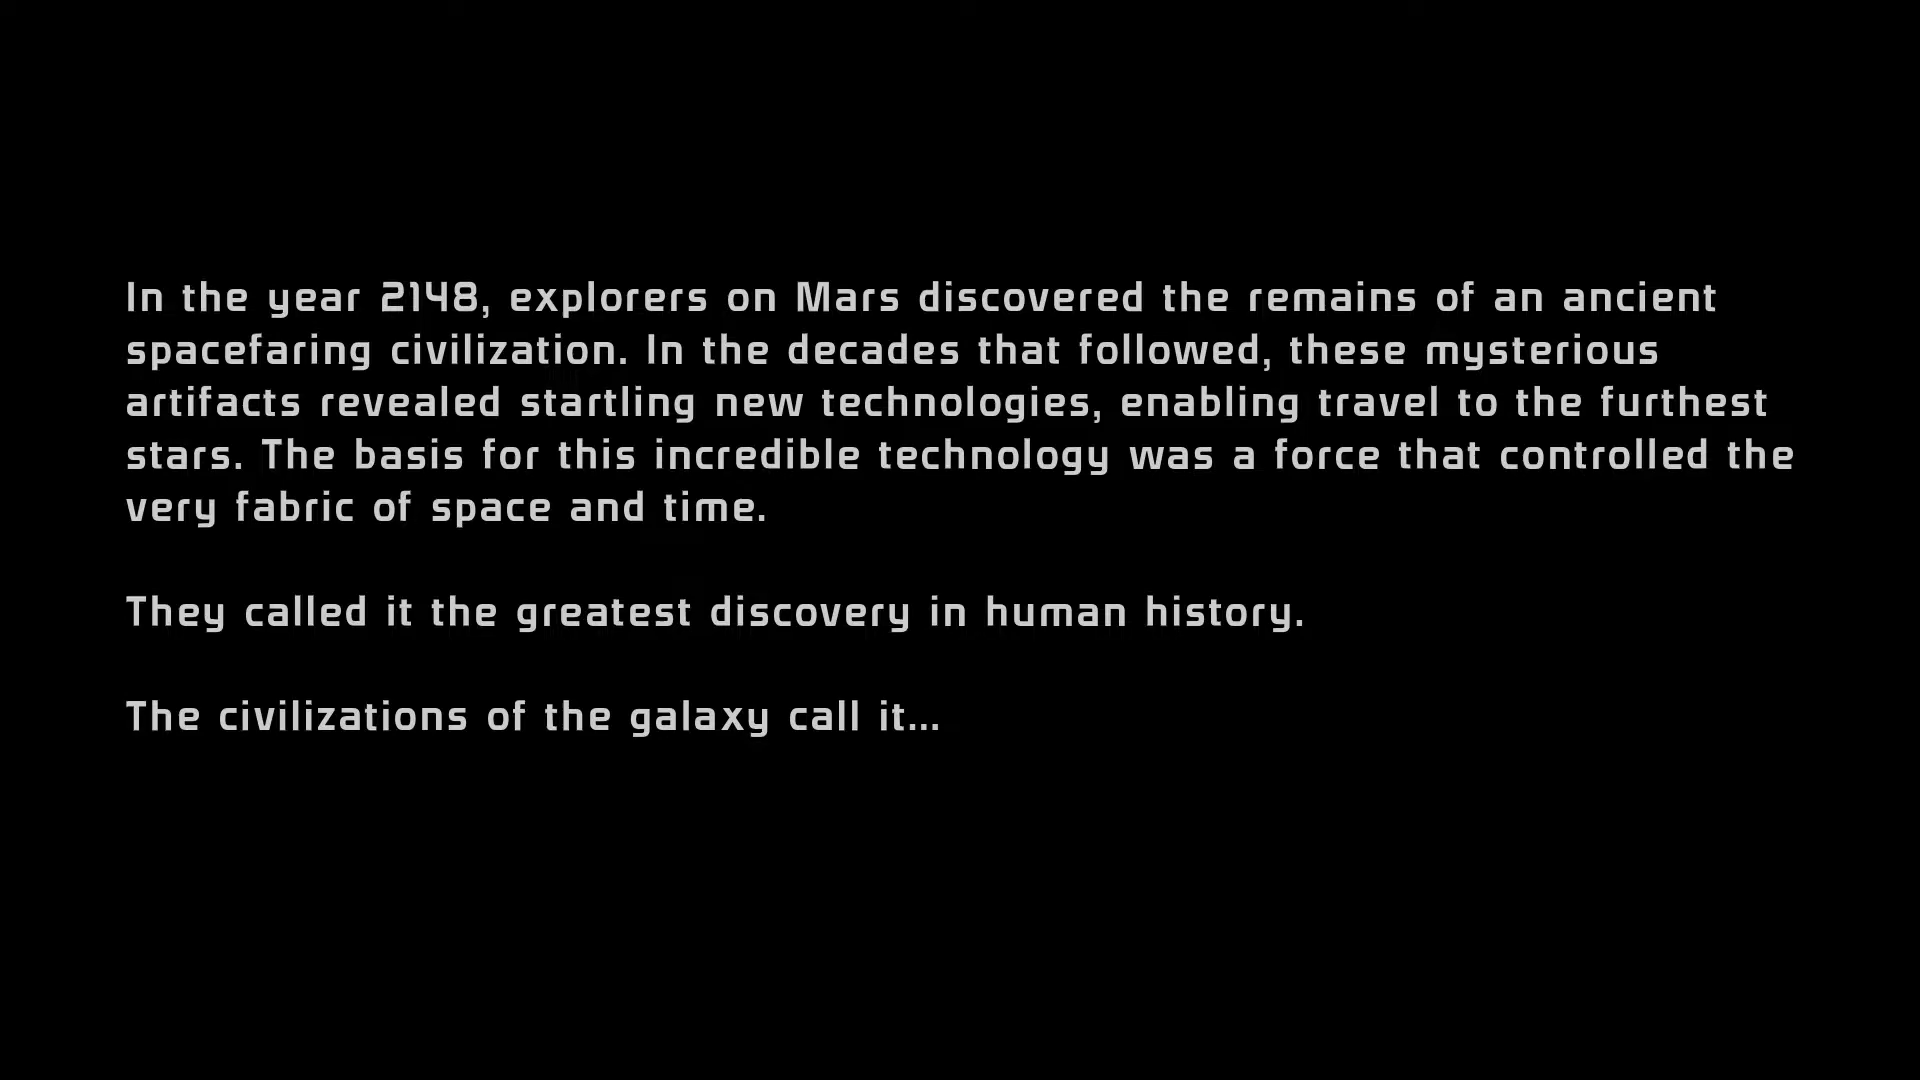 In the year 2148, explorers on Mars discovered the remains of an ancient
spacefaring civilization. In the decades that followed, these mysterious
artifacts revealed startling new technologies, enabling travel to the furthest
stars. The basis for this incredible technology was a force that controlled the
very fabric of space and time.
They called it the greatest discovery in human history.
The civilizations of the galaxy call it...